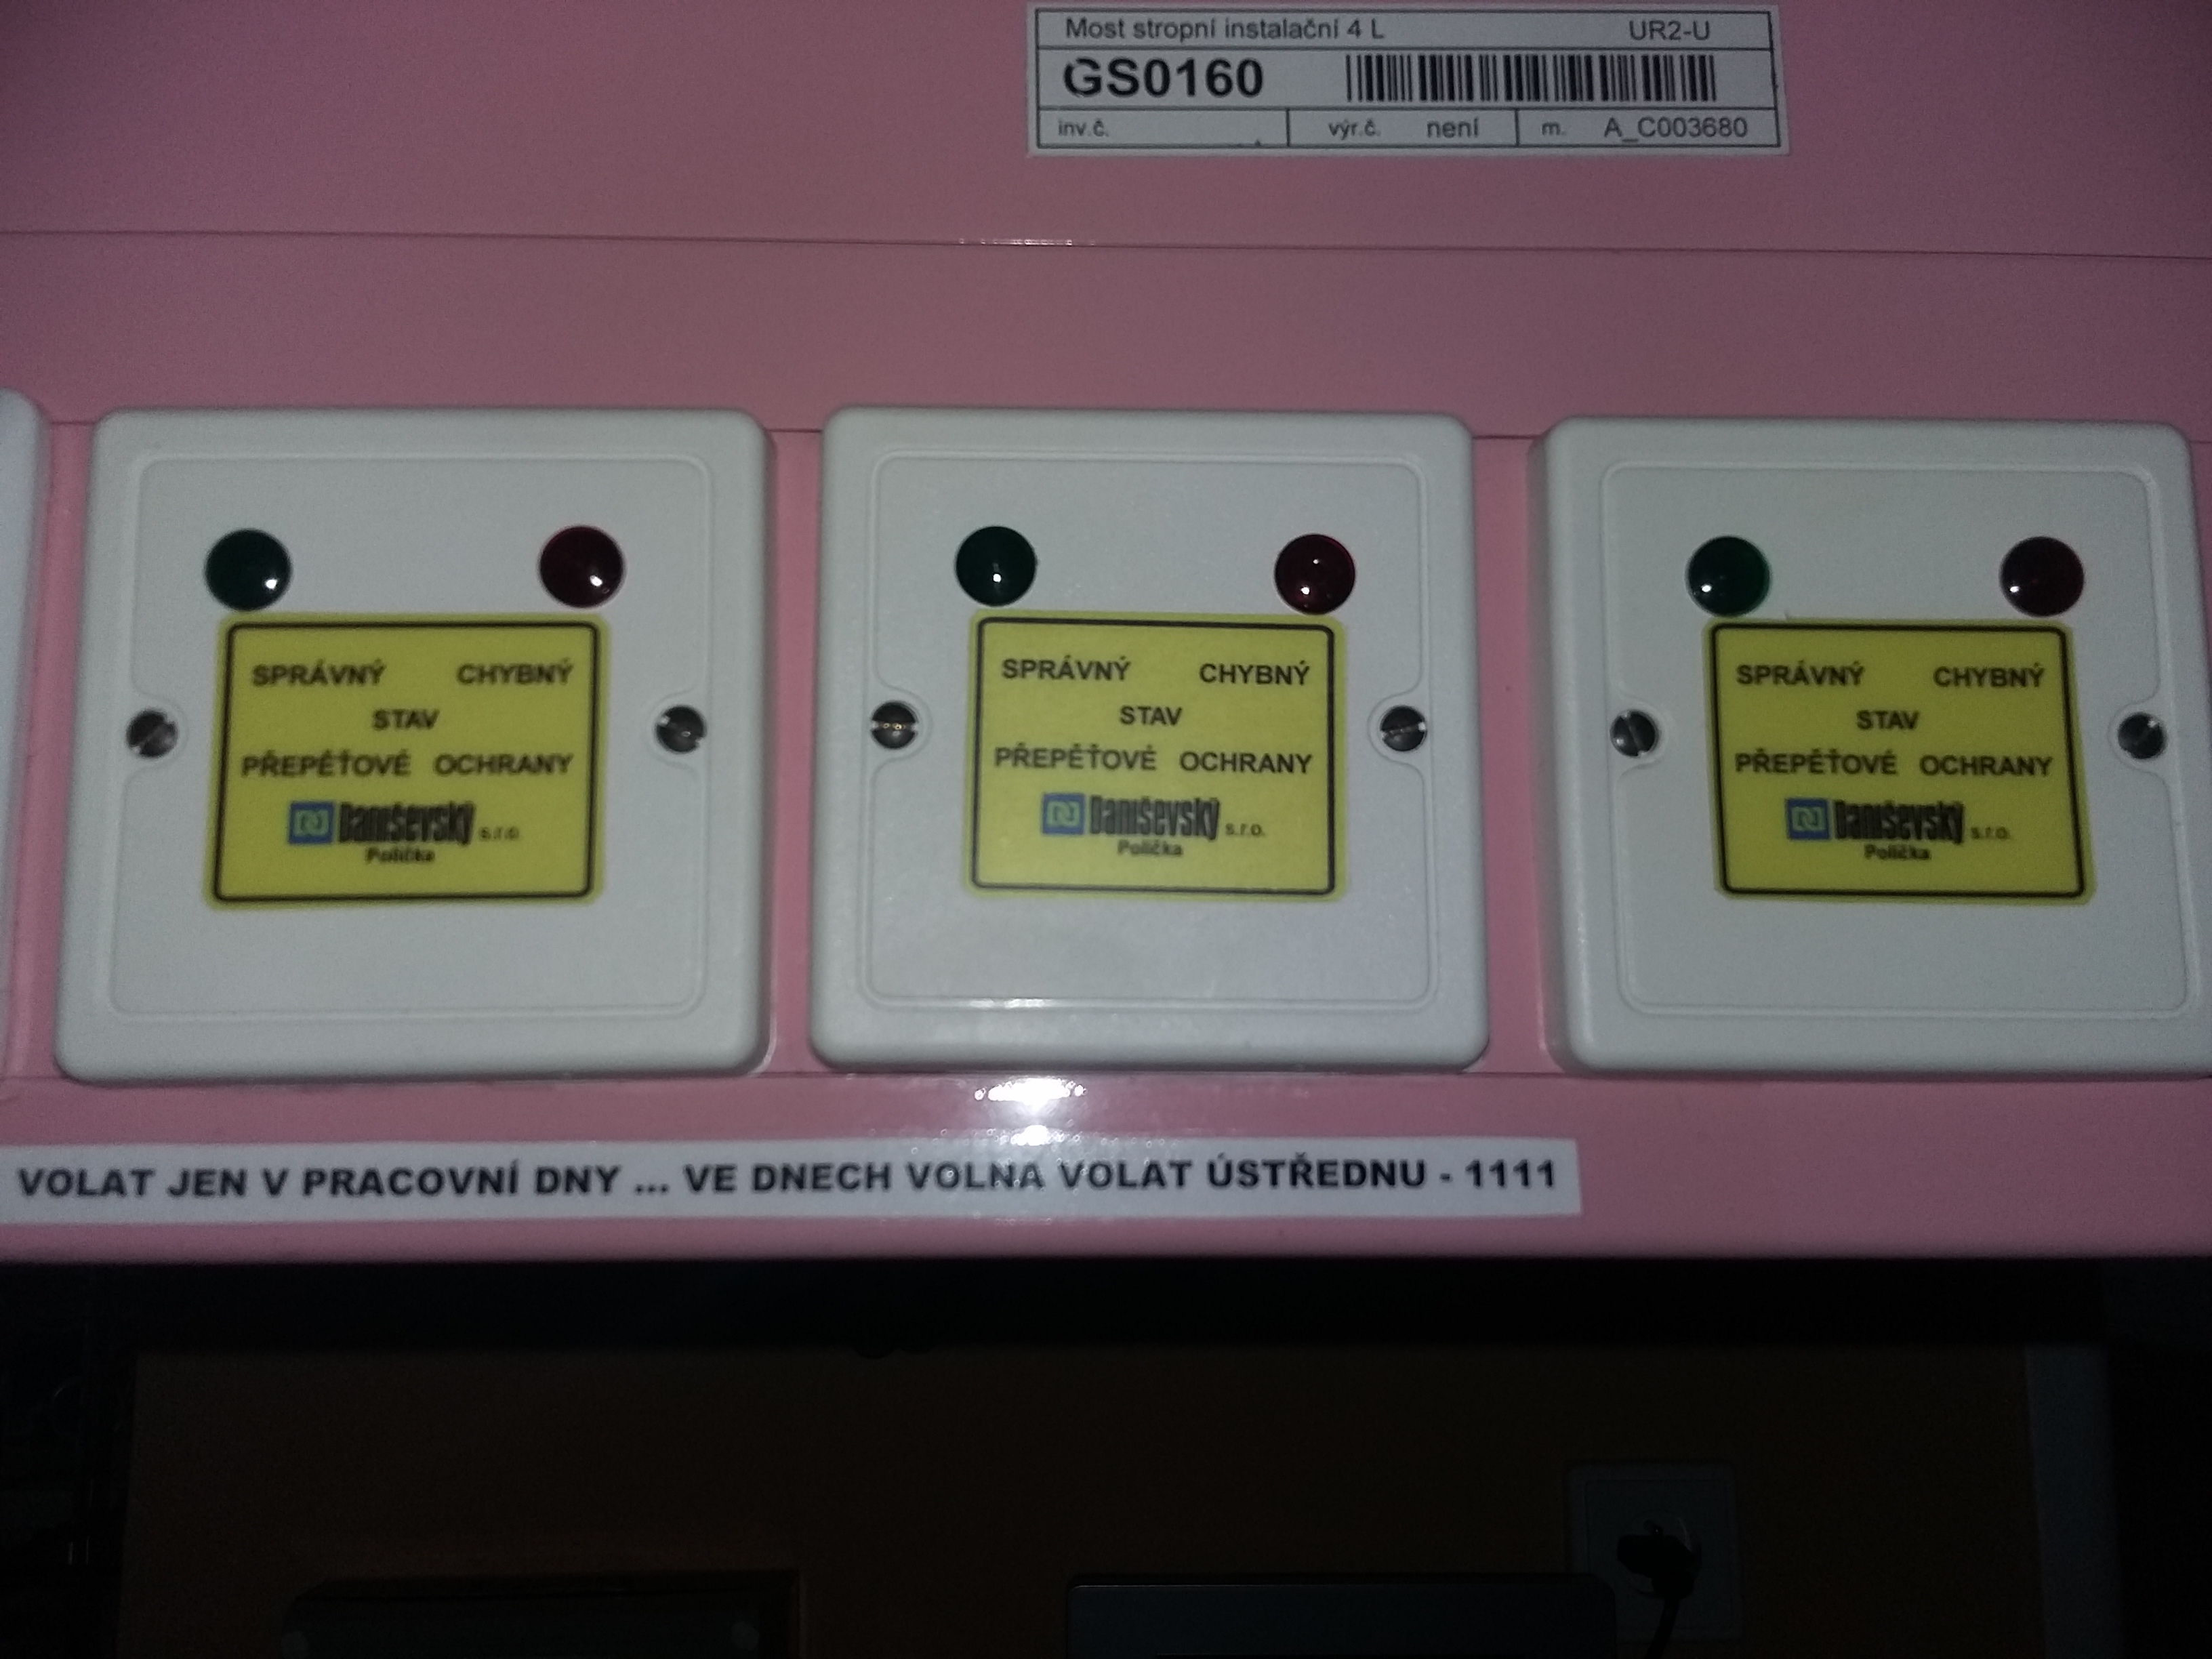 Most stropní instalační 4 L UR2-U
GS0160
inv.č. výr.č. není m. A_C003680
SPRÁVNÝ CHYBNÝ
STAV
PŘEPĚŤOVÉ OCHRANY
Daniševský s.r.o.
Polička
SPRÁVNÝ CHYBNÝ
STAV
PŘEPĚŤOVÉ OCHRANY
Daniševský s.r.o.
Polička
SPRÁVNÝ CHYBNÝ
STAV
PŘEPĚŤOVÉ OCHRANY
Daniševský s.r.o.
Polička
VOLAT JEN V PRACOVNÍ DNY ... VE DNECH VOLNA VOLAT ÚSTŘEDNU - 1111